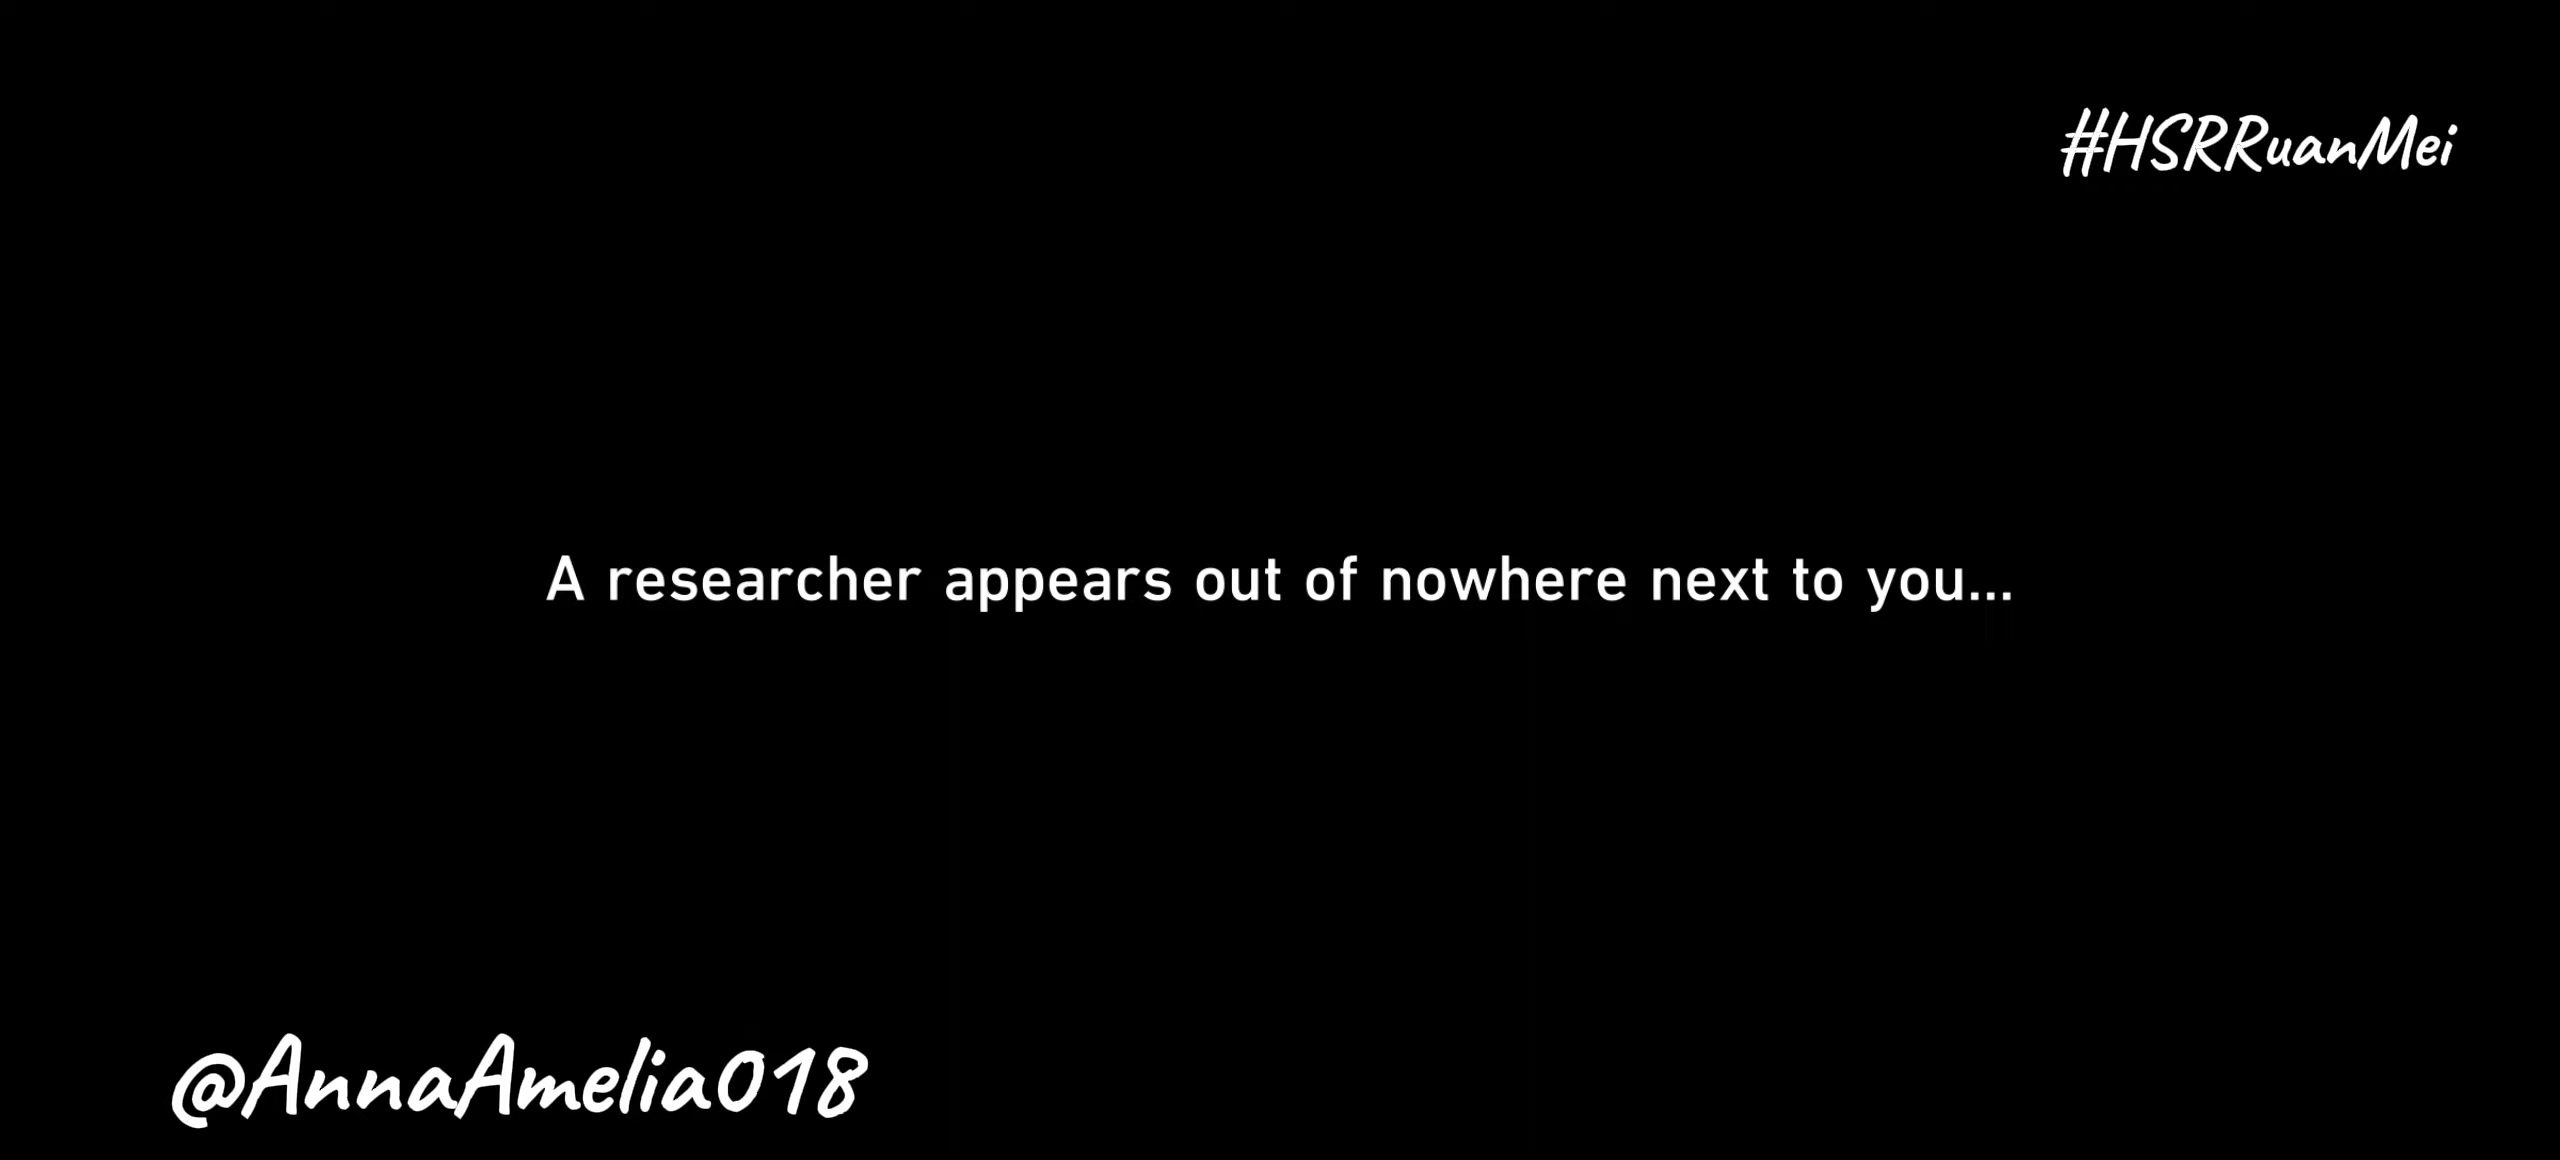 #HSRRuanMei
A researcher appears out of nowhere next to you...
@AnnaAmelia018